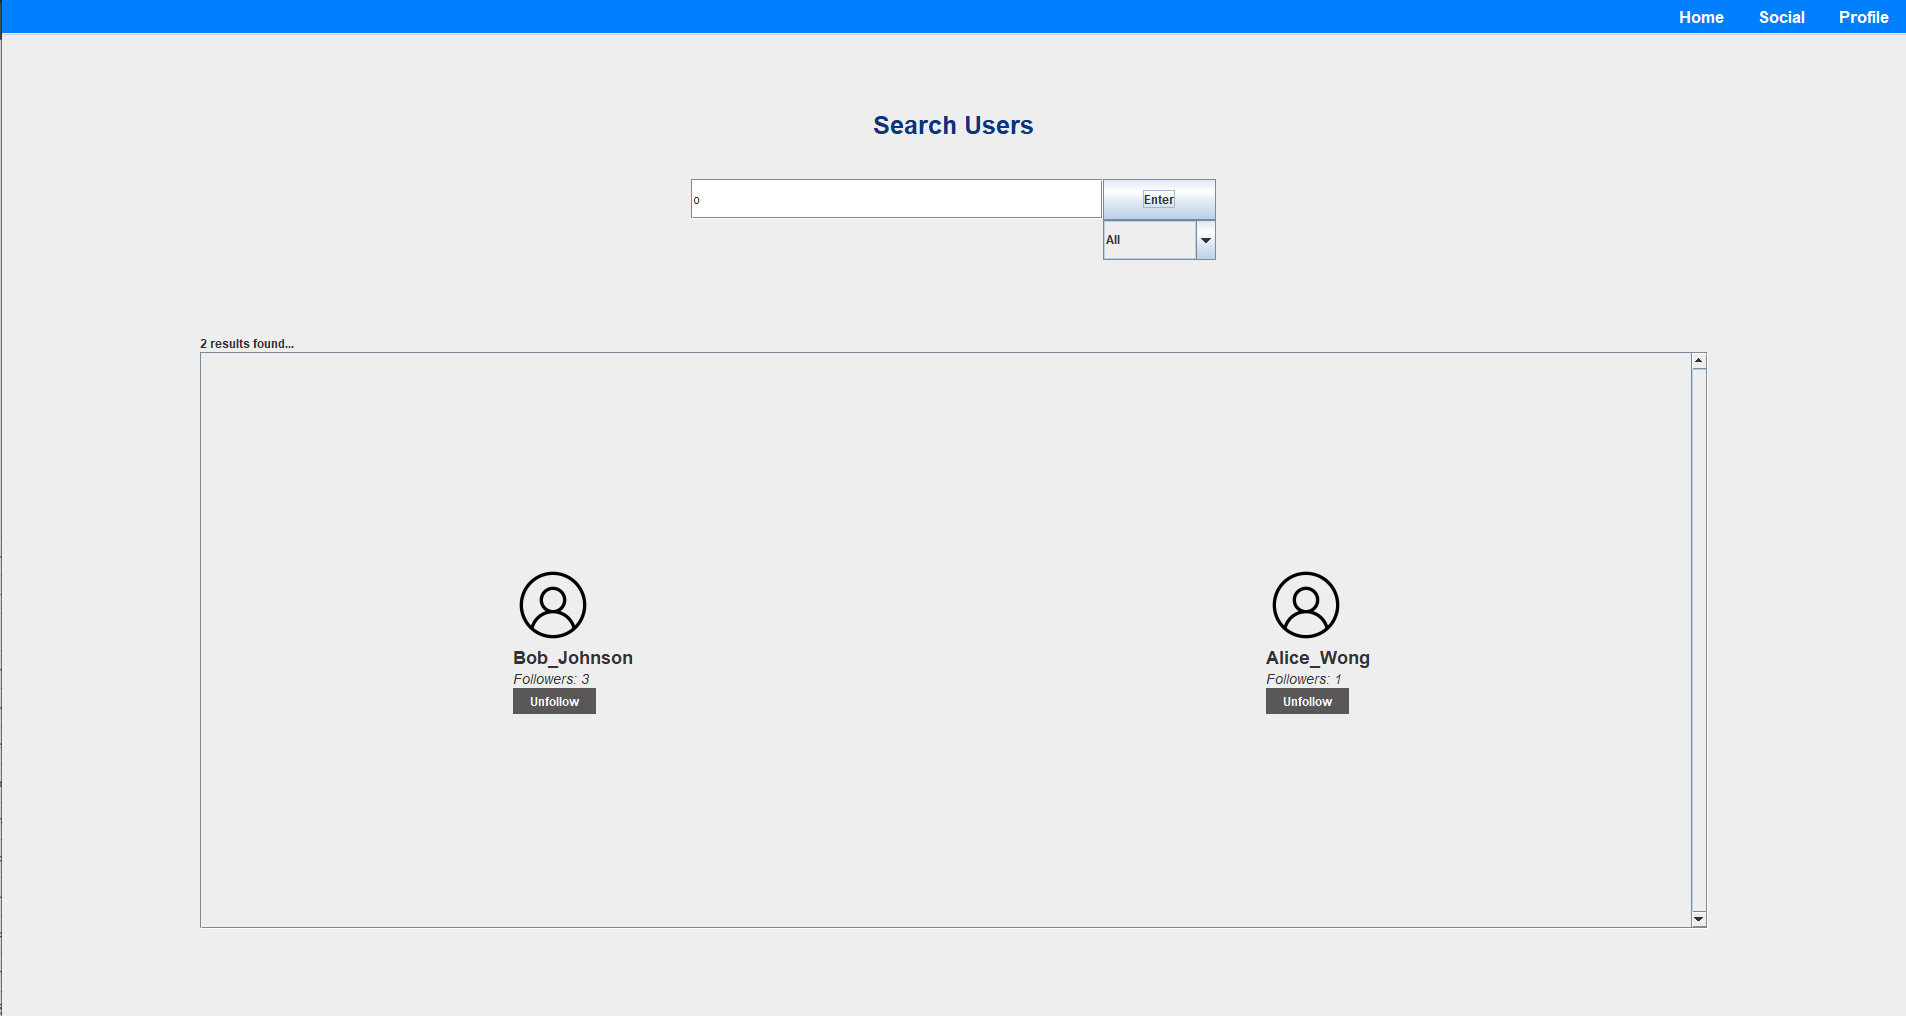 Home Social Profile
Search Users
o
Enter
All
2 results found...
Bob_Johnson
Followers: 3
Unfollow
Alice_Wong
Followers: 1
Unfollow